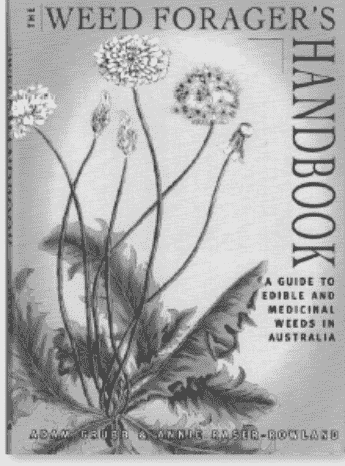 THE WEED FORAGER'S
HANDBOOK
A GUIDE TO
EDIBLE AND
MEDICINAL
WEEDS IN
AUSTRALIA
ADAM GRUBB & ANNIE RASER-ROWLAND